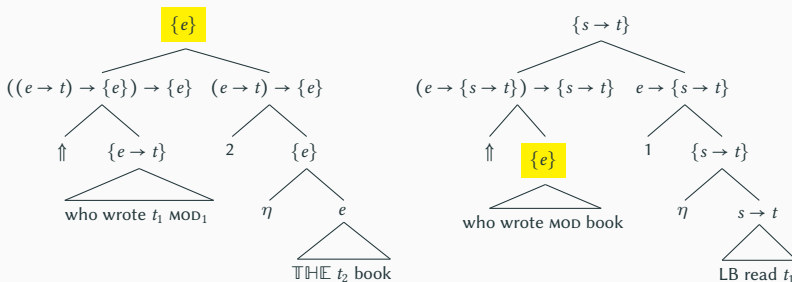 {e} {s → t}
((e → t) → {e}) → {e} (e → t) → {e} (e → {s → t}) → {s → t} e → {s → t}
⇑ {e → t} 2 {e} ⇑ {e} 1 {s → t}
who wrote t₁ MOD₁ η e who wrote MOD book η s → t
𝕋ℍ𝔼 t₂ book LB read t₁